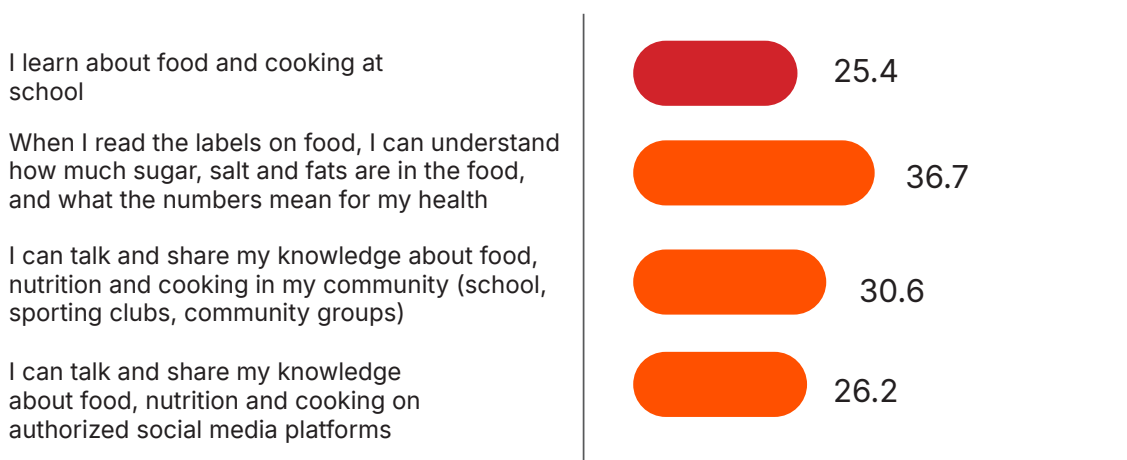 I learn about food and cooking at
school
25.4
When I read the labels on food, I can understand
how much sugar, salt and fats are in the food,
and what the numbers mean for my health
36.7
I can talk and share my knowledge about food,
nutrition and cooking in my community (school,
sporting clubs, community groups)
30.6
I can talk and share my knowledge
about food, nutrition and cooking on
authorized social media platforms
26.2